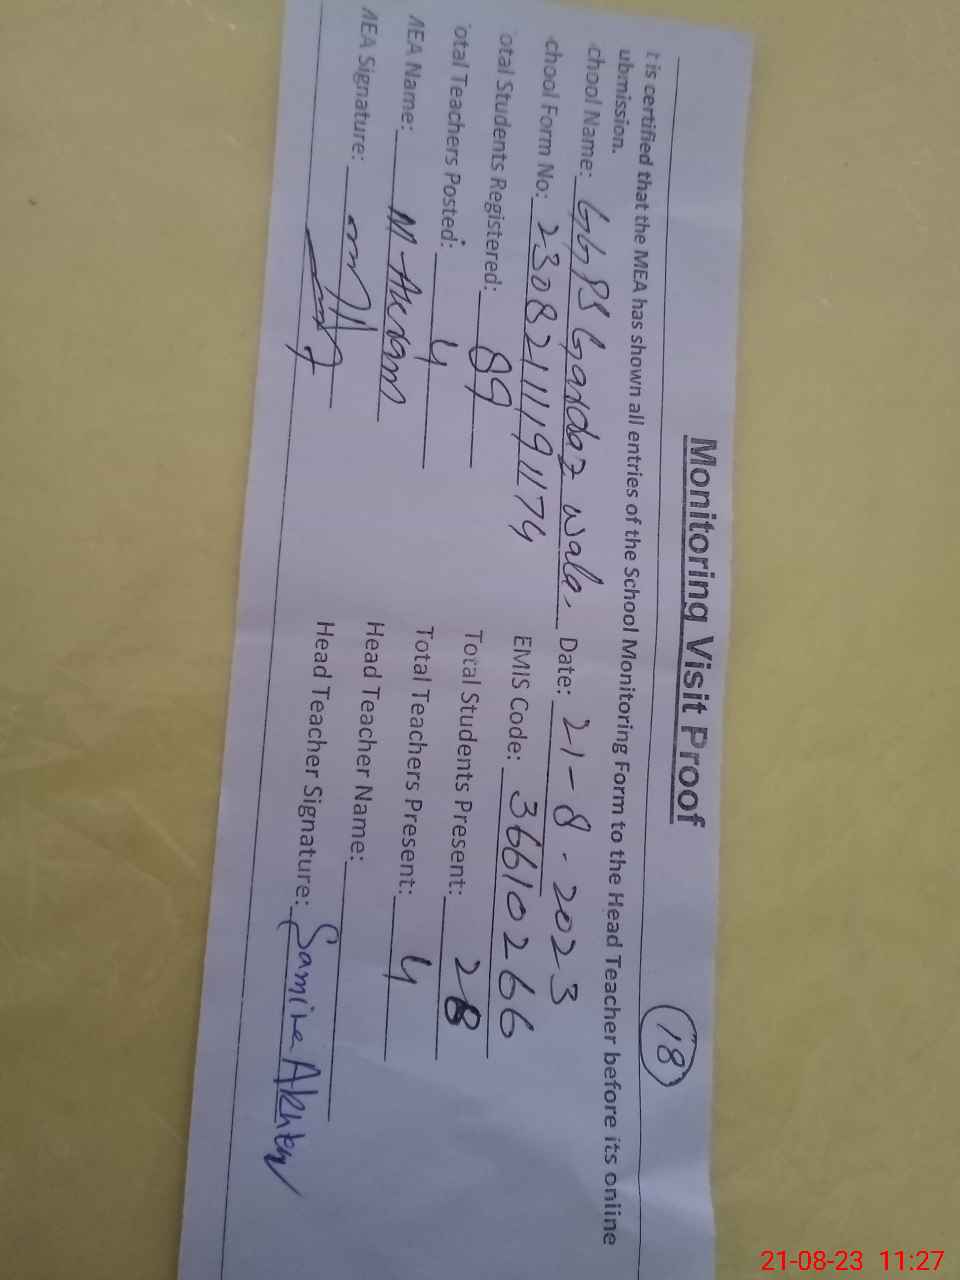 Monitoring Visit Proof
18
t is certified that the MEA has shown all entries of the School Monitoring Form to the Head Teacher before its online
ubmission.
chool Name: GGPS Gardaz wala Date: 21-8-2023
chool Form No: 23082111191174 EMIS Code: 36610266
otal Students Registered: 89 Total Students Present: 28
otal Teachers Posted: 4 Total Teachers Present: 4
MEA Name: M. Akram Head Teacher Name:
MEA Signature: Head Teacher Signature: Samina Akhtar
21-08-23 11:27